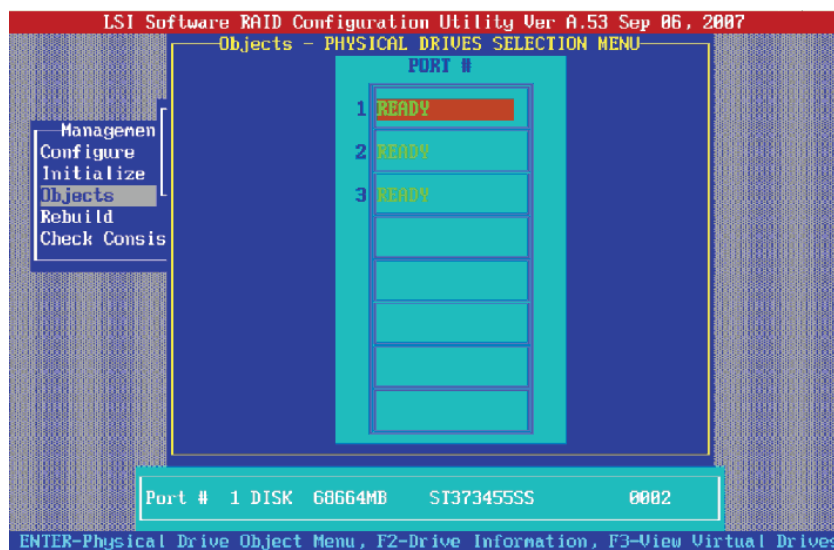 LSI Software RAID Configuration Utility Ver A.53 Sep 06, 2007
Objects - PHYSICAL DRIVES SELECTION MENU
PORT #
1 READY
2 READY
3 READY
Managemen
Configure
Initialize
Objects
Rebuild
Check Consis
Port # 1 DISK 68664MB ST373455SS 0002
ENTER-Physical Drive Object Menu, F2-Drive Information, F3-View Virtual Drives